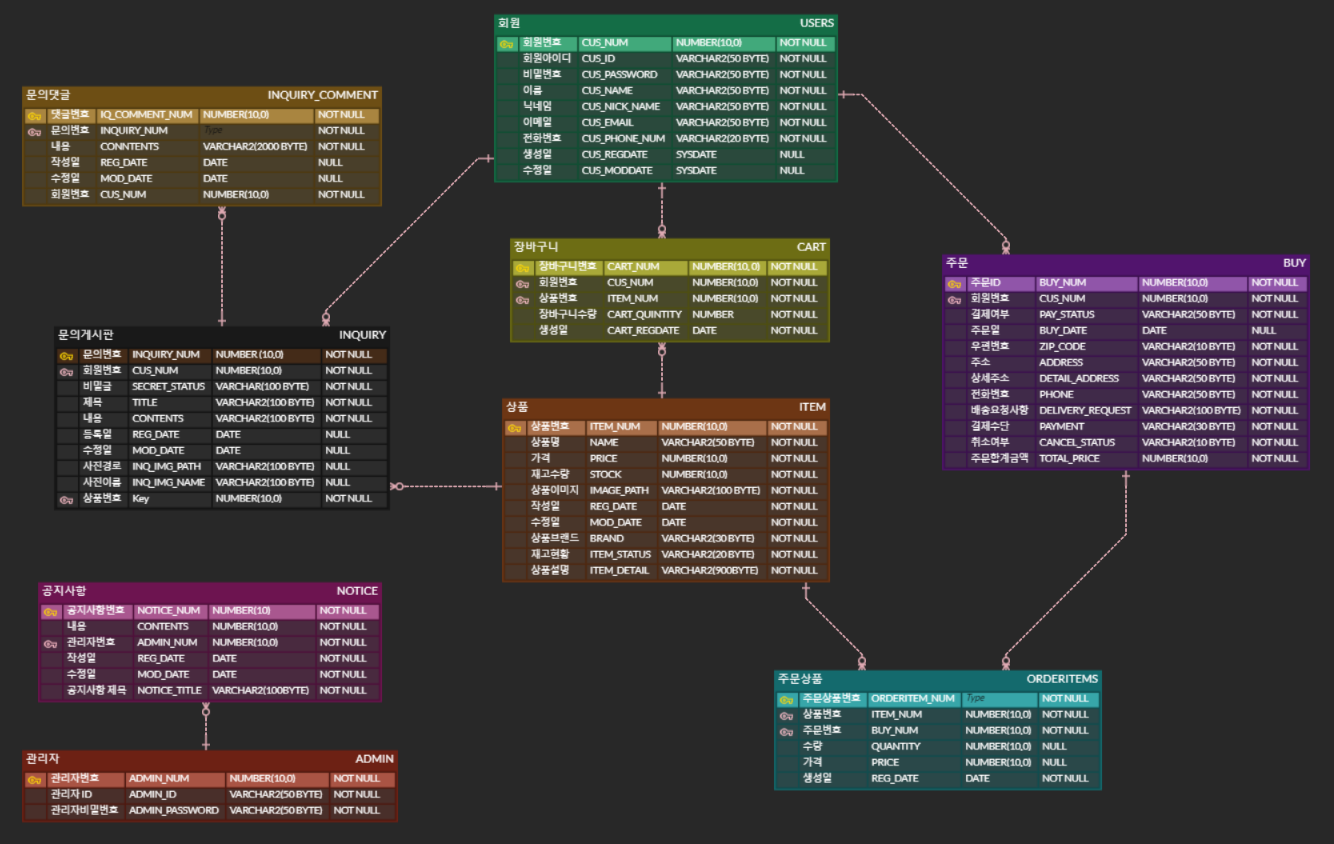 회원 USERS
회원번호 CUS_NUM NUMBER(10,0) NOT NULL
회원아이디 CUS_ID VARCHAR2(50 BYTE) NOT NULL
비밀번호 CUS_PASSWORD VARCHAR2(50 BYTE) NOT NULL
이름 CUS_NAME VARCHAR2(50 BYTE) NOT NULL
닉네임 CUS_NICK_NAME VARCHAR2(50 BYTE) NOT NULL
이메일 CUS_EMAIL VARCHAR2(50 BYTE) NOT NULL
전화번호 CUS_PHONE_NUM VARCHAR2(20 BYTE) NOT NULL
생성일 CUS_REGDATE SYSDATE NULL
수정일 CUS_MODDATE SYSDATE NULL
문의댓글 INQUIRY_COMMENT
댓글번호 IQ_COMMENT_NUM NUMBER(10,0) NOT NULL
문의번호 INQUIRY_NUM Type NOT NULL
내용 CONNTENTS VARCHAR2(2000 BYTE) NOT NULL
작성일 REG_DATE DATE NULL
수정일 MOD_DATE DATE NULL
회원번호 CUS_NUM NUMBER(10,0) NOT NULL
장바구니 CART
장바구니번호 CART_NUM NUMBER(10, 0) NOT NULL
회원번호 CUS_NUM NUMBER(10,0) NOT NULL
상품번호 ITEM_NUM NUMBER(10,0) NOT NULL
장바구니수량 CART_QUINTITY NUMBER NOT NULL
생성일 CART_REGDATE DATE NOT NULL
주문 BUY
주문ID BUY_NUM NUMBER(10,0) NOT NULL
회원번호 CUS_NUM NUMBER(10,0) NOT NULL
결제여부 PAY_STATUS VARCHAR2(50 BYTE) NOT NULL
주문일 BUY_DATE DATE NULL
우편번호 ZIP_CODE VARCHAR2(10 BYTE) NOT NULL
주소 ADDRESS VARCHAR2(50 BYTE) NOT NULL
상세주소 DETAIL_ADDRESS VARCHAR2(50 BYTE) NOT NULL
전화번호 PHONE VARCHAR2(50 BYTE) NOT NULL
배송요청사항 DELIVERY_REQUEST VARCHAR2(100 BYTE) NOT NULL
결제수단 PAYMENT VARCHAR2(30 BYTE) NOT NULL
취소여부 CANCEL_STATUS VARCHAR2(10 BYTE) NOT NULL
주문합계금액 TOTAL_PRICE NUMBER(10,0) NOT NULL
문의게시판 INQUIRY
문의번호 INQUIRY_NUM NUMBER (10,0) NOT NULL
회원번호 CUS_NUM NUMBER(10,0) NOT NULL
비밀글 SECRET_STATUS VARCHAR(100 BYTE) NOT NULL
제목 TITLE VARCHAR2(100 BYTE) NOT NULL
내용 CONTENTS VARCHAR2(100 BYTE) NOT NULL
등록일 REG_DATE DATE NULL
수정일 MOD_DATE DATE NULL
사진경로 INQ_IMG_PATH VARCHAR2(100 BYTE) NULL
사진이름 INQ_IMG_NAME VARCHAR2(100 BYTE) NULL
상품번호 Key NUMBER(10,0) NOT NULL
상품 ITEM
상품번호 ITEM_NUM NUMBER(10,0) NOT NULL
상품명 NAME VARCHAR2(50 BYTE) NOT NULL
가격 PRICE NUMBER(10,0) NOT NULL
재고수량 STOCK NUMBER(10,0) NOT NULL
상품이미지 IMAGE_PATH VARCHAR2(100 BYTE) NOT NULL
작성일 REG_DATE DATE NOT NULL
수정일 MOD_DATE DATE NOT NULL
상품브랜드 BRAND VARCHAR2(30 BYTE) NOT NULL
재고현황 ITEM_STATUS VARCHAR2(20 BYTE) NOT NULL
상품설명 ITEM_DETAIL VARCHAR2(900BYTE) NOT NULL
공지사항 NOTICE
공지사항번호 NOTICE_NUM NUMBER(10) NOT NULL
내용 CONTENTS NUMBER(10,0) NOT NULL
관리자번호 ADMIN_NUM NUMBER(10,0) NOT NULL
작성일 REG_DATE DATE NOT NULL
수정일 MOD_DATE DATE NOT NULL
공지사항 제목 NOTICE_TITLE VARCHAR2(100BYTE) NOT NULL
주문상품 ORDERITEMS
주문상품번호 ORDERITEM_NUM Type NOT NULL
상품번호 ITEM_NUM NUMBER(10,0) NOT NULL
주문번호 BUY_NUM NUMBER(10,0) NOT NULL
수량 QUANTITY NUMBER(10,0) NULL
가격 PRICE NUMBER(10,0) NULL
생성일 REG_DATE DATE NOT NULL
관리자 ADMIN
관리자번호 ADMIN_NUM NUMBER(10,0) NOT NULL
관리자 ID ADMIN_ID VARCHAR2(50 BYTE) NOT NULL
관리자비밀번호 ADMIN_PASSWORD VARCHAR2(50 BYTE) NOT NULL